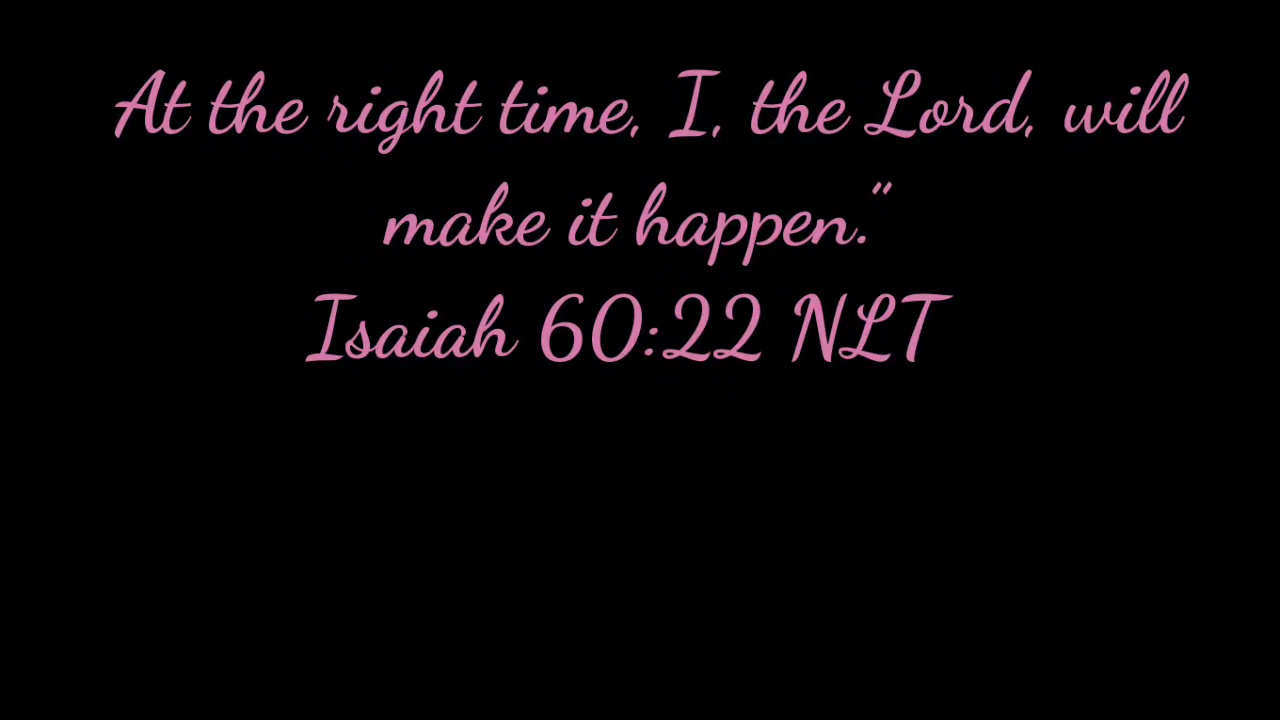 At the right time, I, the Lord, will
make it happen.”
Isaiah 60:22 NLT